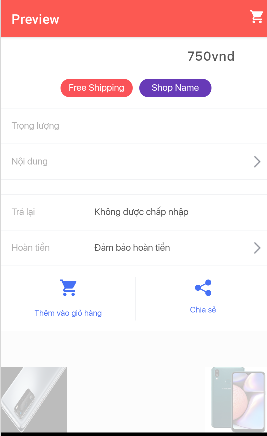 Preview
750vnd
Free Shipping Shop Name
Trọng lượng
Nội dung
Trả lại Không được chấp nhập
Hoàn tiền Đảm bảo hoàn tiền
Thêm vào giỏ hàng Chia sẻ